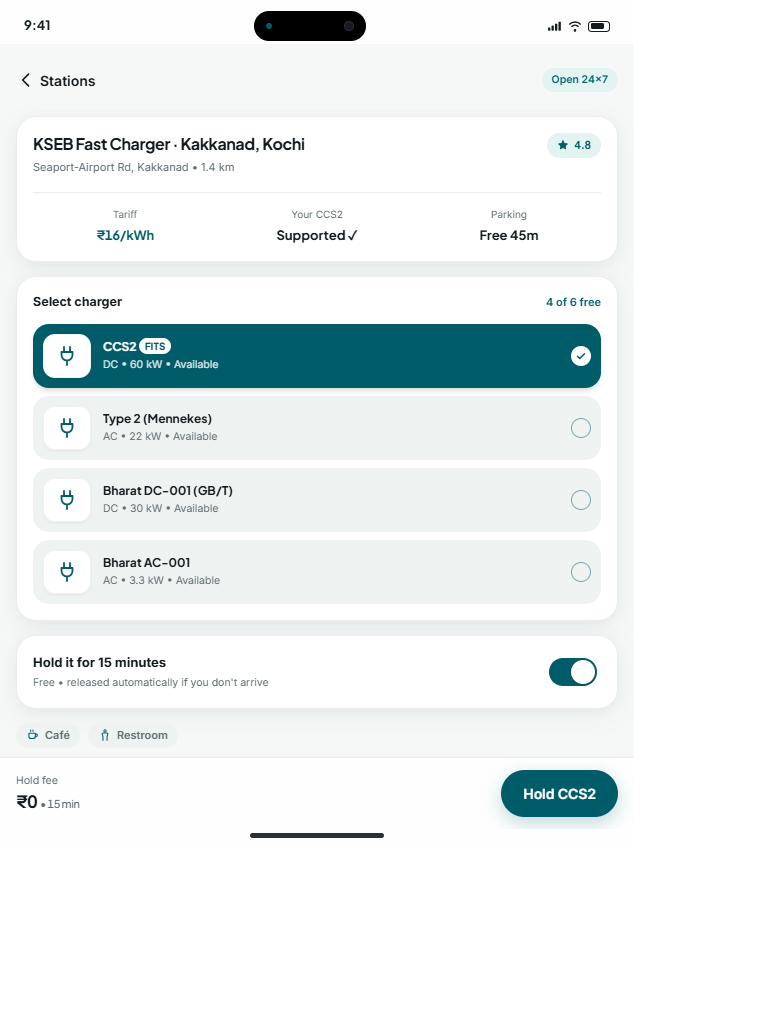 9:41
Stations
Open 24×7
KSEB Fast Charger · Kakkanad, Kochi
4.8
Seaport-Airport Rd, Kakkanad • 1.4 km
Tariff
₹16/kWh
Your CCS2
Supported ✓
Parking
Free 45m
Select charger
4 of 6 free
CCS2 FITS
DC • 60 kW • Available
Type 2 (Mennekes)
AC • 22 kW • Available
Bharat DC-001 (GB/T)
DC • 30 kW • Available
Bharat AC-001
AC • 3.3 kW • Available
Hold it for 15 minutes
Free • released automatically if you don't arrive
Café
Restroom
Hold fee
₹0 • 15 min
Hold CCS2